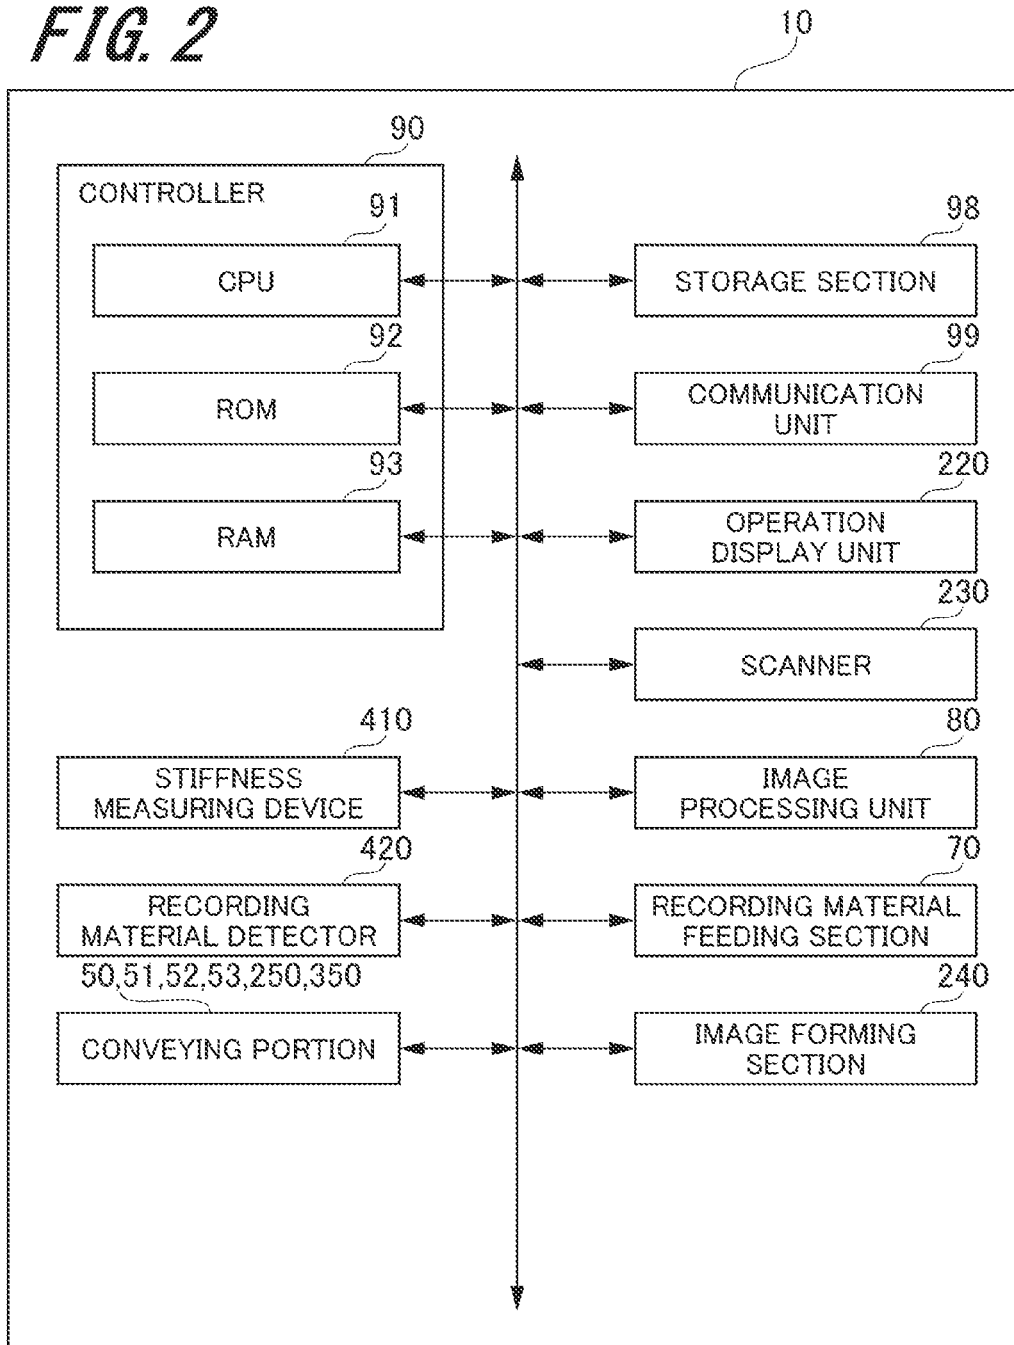 FIG. 2
10
90
CONTROLLER
91
CPU
92
ROM
93
RAM
98
STORAGE SECTION
99
COMMUNICATION
UNIT
220
OPERATION
DISPLAY UNIT
230
SCANNER
410
STIFFNESS
MEASURING DEVICE
80
IMAGE
PROCESSING UNIT
420
RECORDING
MATERIAL DETECTOR
70
RECORDING MATERIAL
FEEDING SECTION
50,51,52,53,250,350
CONVEYING PORTION
240
IMAGE FORMING
SECTION